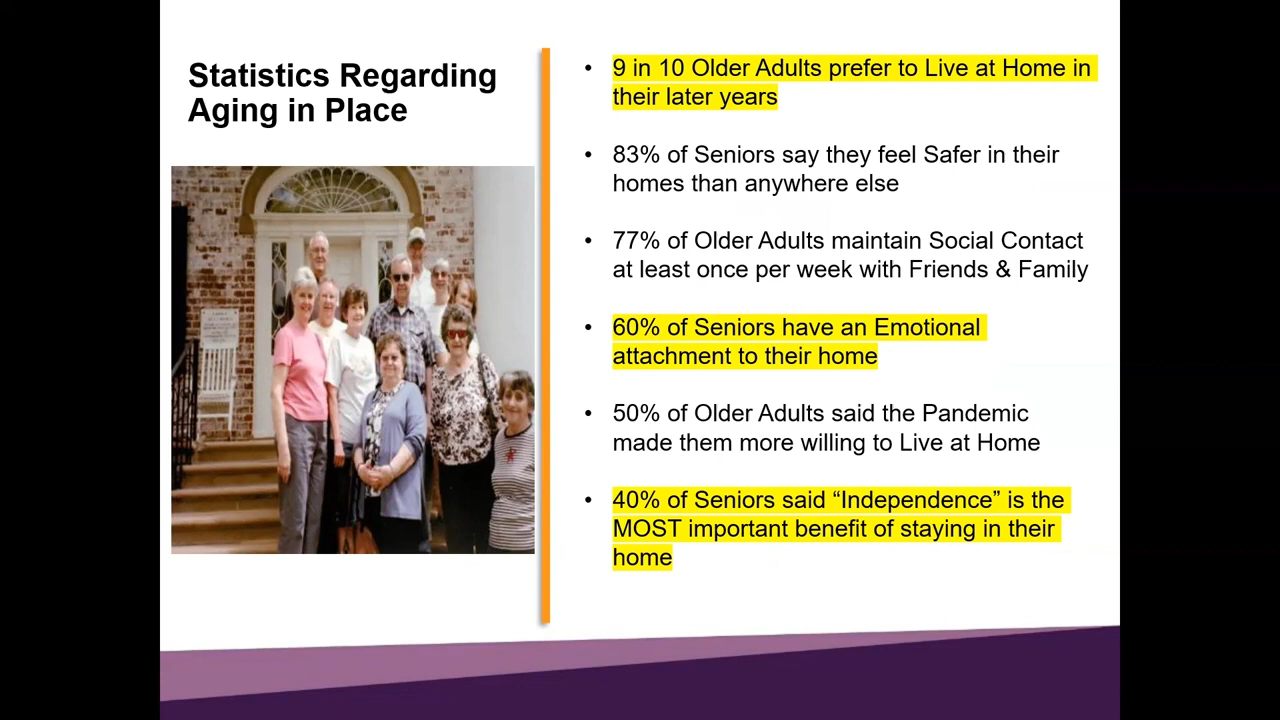 Statistics Regarding
Aging in Place
• 9 in 10 Older Adults prefer to Live at Home in
their later years
• 83% of Seniors say they feel Safer in their
homes than anywhere else
• 77% of Older Adults maintain Social Contact
at least once per week with Friends & Family
• 60% of Seniors have an Emotional
attachment to their home
• 50% of Older Adults said the Pandemic
made them more willing to Live at Home
• 40% of Seniors said “Independence” is the
MOST important benefit of staying in their
home